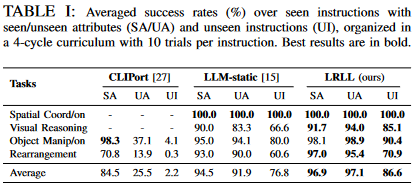 TABLE I: Averaged success rates (%) over seen instructions with
seen/unseen attributes (SA/UA) and unseen instructions (UI), organized in
a 4-cycle curriculum with 10 trials per instruction. Best results are in bold.
Tasks CLIPort [27] LLM-static [15] LRLL (ours)
SA UA UI SA UA UI SA UA UI
Spatial Coord/on - - - 100.0 100.0 100.0 100.0 100.0 100.0
Visual Reasoning - - - 90.0 83.3 66.6 91.7 94.0 85.1
Object Manip/on 98.3 37.1 4.1 95.0 94.1 80.0 98.1 98.9 90.4
Rearrangement 70.8 13.9 0.3 93.0 90.0 60.6 97.0 95.4 70.9
Average 84.5 25.5 2.2 94.5 91.9 76.8 96.9 97.1 86.6